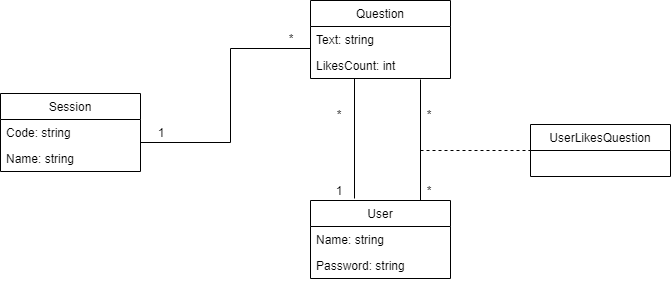 Question
Text: string
LikesCount: int
*
Session
Code: string
Name: string
1
*
*
UserLikesQuestion
1
*
User
Name: string
Password: string